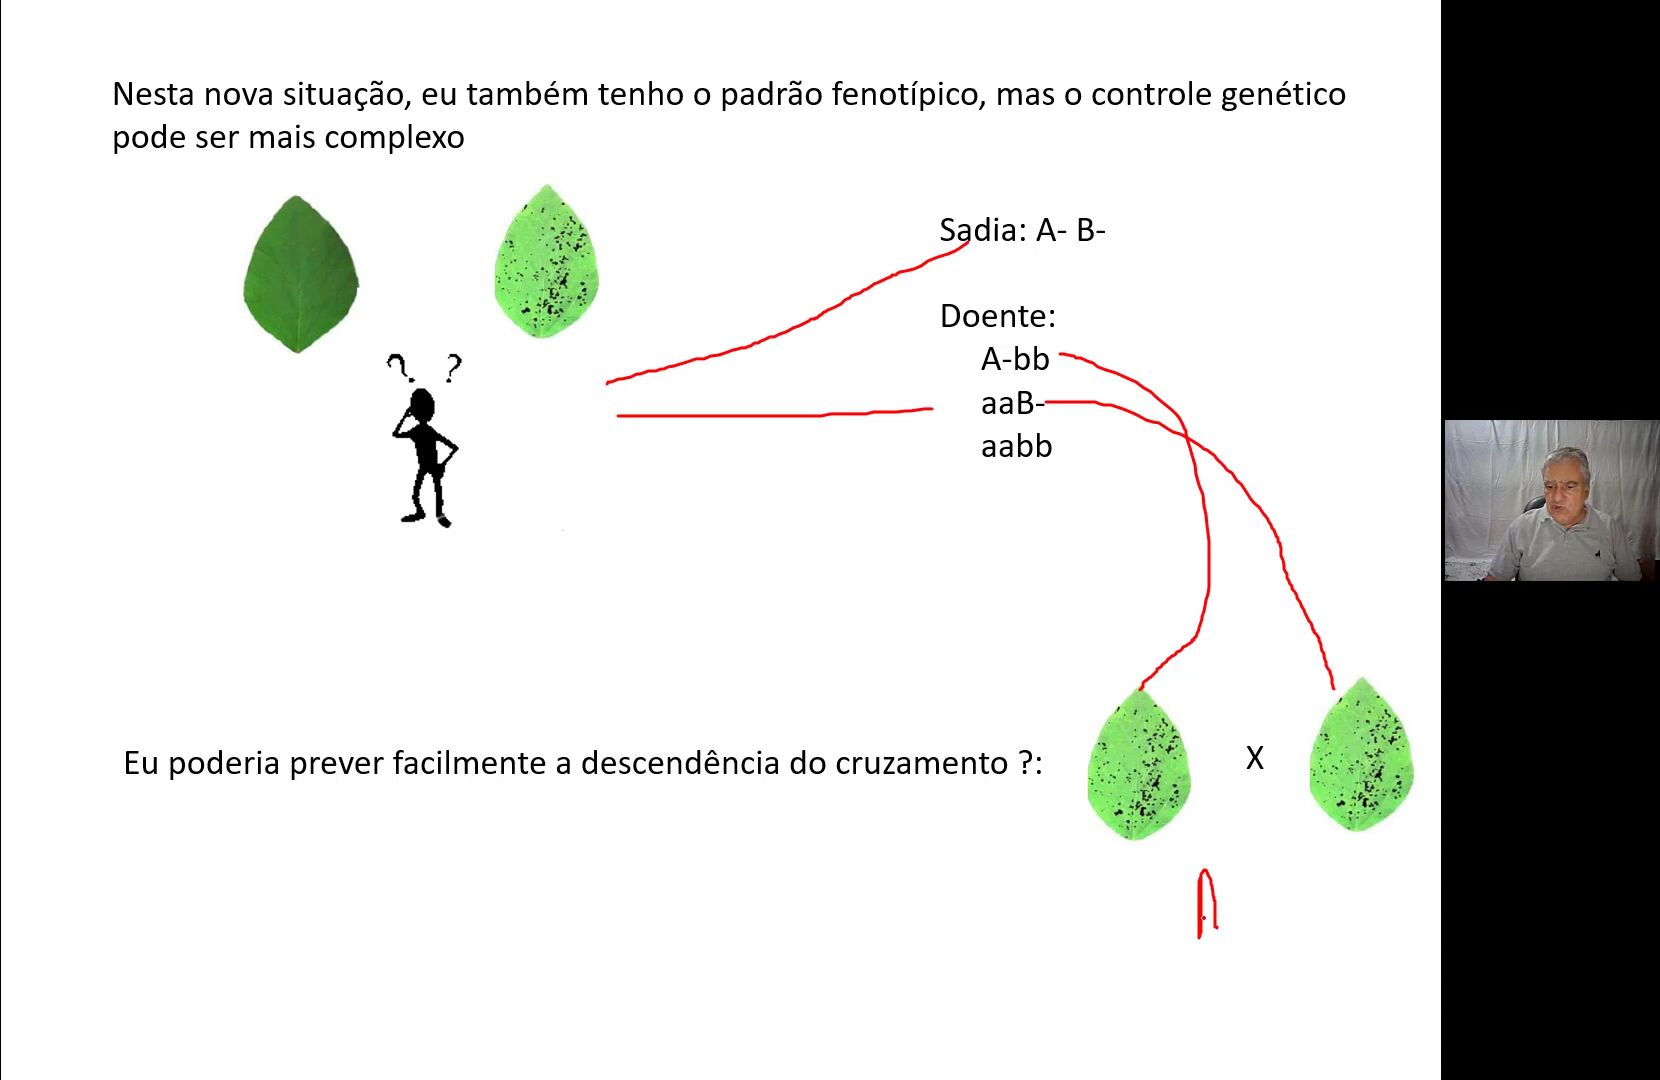 Nesta nova situação, eu também tenho o padrão fenotípico, mas o controle genético
pode ser mais complexo
? ?
Sadia: A- B-
Doente:
A-bb
aaB-
aabb
Eu poderia prever facilmente a descendência do cruzamento ?:
X